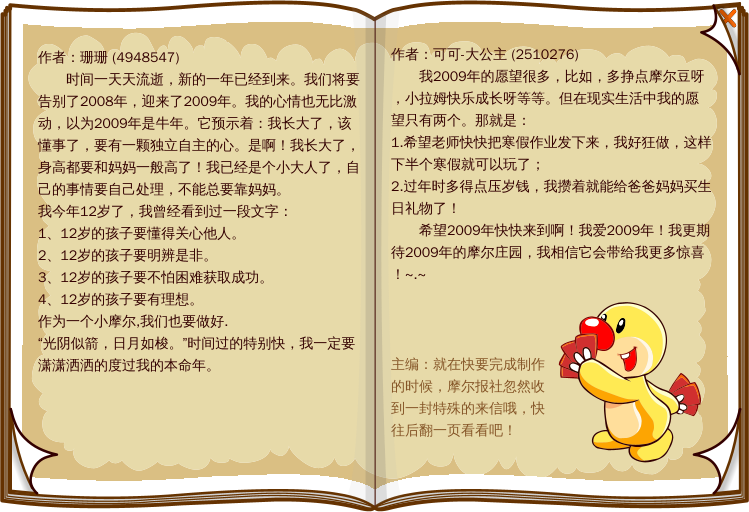 作者：珊珊 (4948547)
时间一天天流逝，新的一年已经到来。我们将要
告别了2008年，迎来了2009年。我的心情也无比激
动，以为2009年是牛年。它预示着：我长大了，该
懂事了，要有一颗独立自主的心。是啊！我长大了，
身高都要和妈妈一般高了！我已经是个小大人了，自
己的事情要自己处理，不能总要靠妈妈。
我今年12岁了，我曾经看到过一段文字：
1、12岁的孩子要懂得关心他人。
2、12岁的孩子要明辨是非。
3、12岁的孩子要不怕困难获取成功。
4、12岁的孩子要有理想。
作为一个小摩尔,我们也要做好.
“光阴似箭，日月如梭。”时间过的特别快，我一定要
潇潇洒洒的度过我的本命年。
作者：可可-大公主 (2510276)
我2009年的愿望很多，比如，多挣点摩尔豆呀
，小拉姆快乐成长呀等等。但在现实生活中我的愿
望只有两个。那就是：
1.希望老师快快把寒假作业发下来，我好狂做，这样
下半个寒假就可以玩了；
2.过年时多得点压岁钱，我攒着就能给爸爸妈妈买生
日礼物了！
希望2009年快快来到啊！我爱2009年！我更期
待2009年的摩尔庄园，我相信它会带给我更多惊喜
！~.~
主编：就在快要完成制作
的时候，摩尔报社忽然收
到一封特殊的来信哦，快
往后翻一页看看吧！